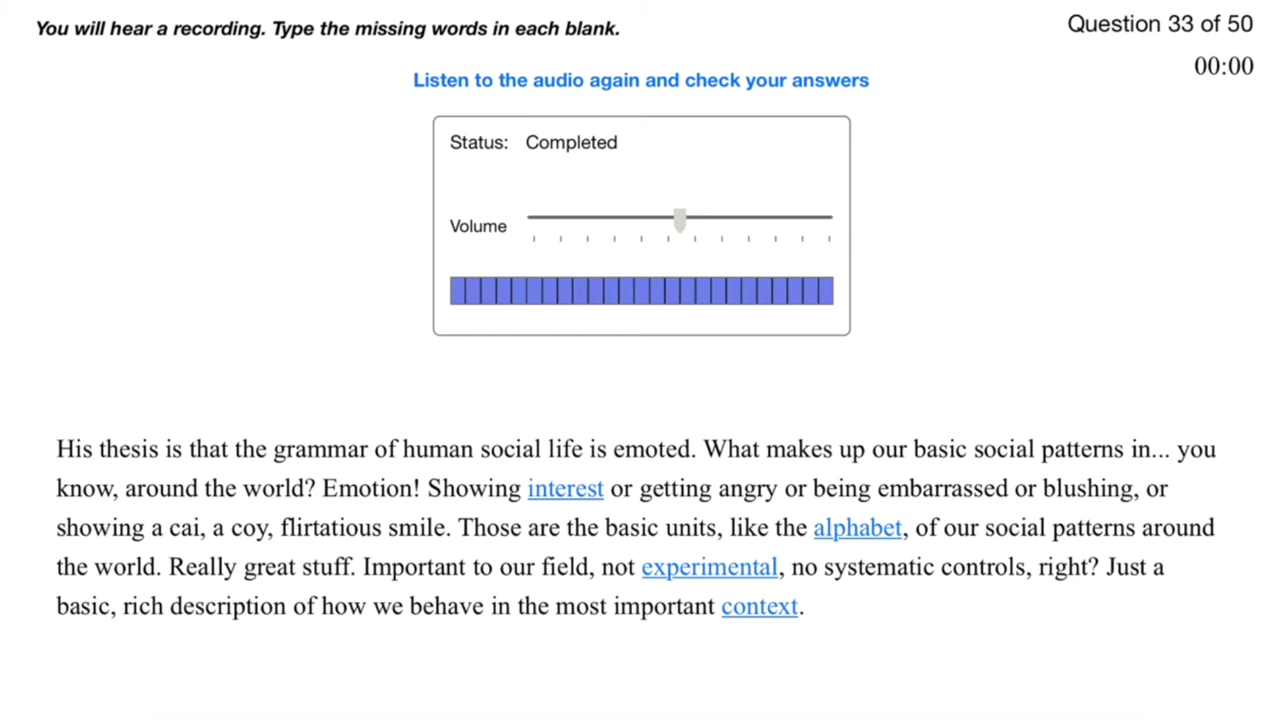 You will hear a recording. Type the missing words in each blank.
Question 33 of 50
00:00
Listen to the audio again and check your answers
Status: Completed
Volume
His thesis is that the grammar of human social life is emoted. What makes up our basic social patterns in... you
know, around the world? Emotion! Showing interest or getting angry or being embarrassed or blushing, or
showing a cai, a coy, flirtatious smile. Those are the basic units, like the alphabet, of our social patterns around
the world. Really great stuff. Important to our field, not experimental, no systematic controls, right? Just a
basic, rich description of how we behave in the most important context.